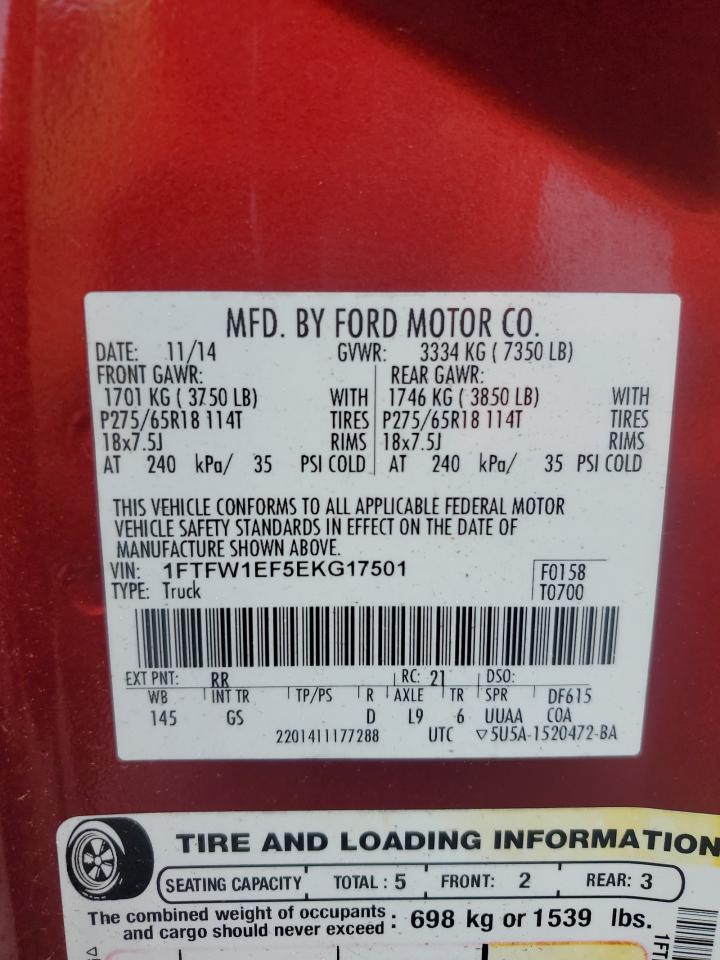 MFD. BY FORD MOTOR CO.
DATE: 11/14 GVWR: 3334 KG ( 7350 LB)
FRONT GAWR: REAR GAWR:
1701 KG ( 3750 LB) WITH 1746 KG ( 3850 LB) WITH
P275/65R18 114T TIRES P275/65R18 114T TIRES
18x7.5J RIMS 18x7.5J RIMS
AT 240 kPa/ 35 PSI COLD AT 240 kPa/ 35 PSI COLD
THIS VEHICLE CONFORMS TO ALL APPLICABLE FEDERAL MOTOR
VEHICLE SAFETY STANDARDS IN EFFECT ON THE DATE OF
MANUFACTURE SHOWN ABOVE.
VIN: 1FTFW1EF5EKG17501 F0158
TYPE: Truck T0700
EXT PNT: RR RC: 21 DSO:
WB INT TR TP/PS R AXLE TR SPR DF615
145 GS D L9 6 UUAA COA
2201411177288 UTC ▽5U5A-1520472-BA
TIRE AND LOADING INFORMATION
SEATING CAPACITY TOTAL : 5 FRONT: 2 REAR: 3
The combined weight of occupants
and cargo should never exceed : 698 kg or 1539 lbs.
1FT